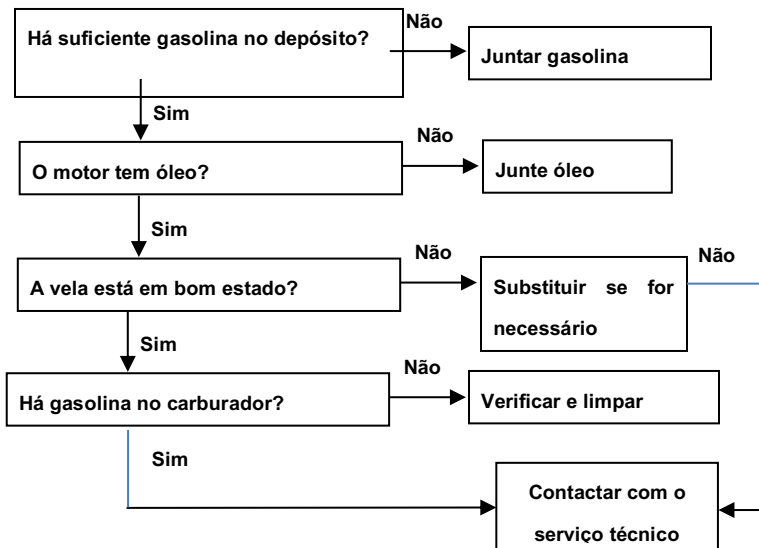 Há suficiente gasolina no depósito?
Não
Juntar gasolina
Sim
O motor tem óleo?
Não
Junte óleo
Sim
A vela está em bom estado?
Não
Substituir se for
necessário
Não
Sim
Há gasolina no carburador?
Não
Verificar e limpar
Sim
Contactar com o
serviço técnico